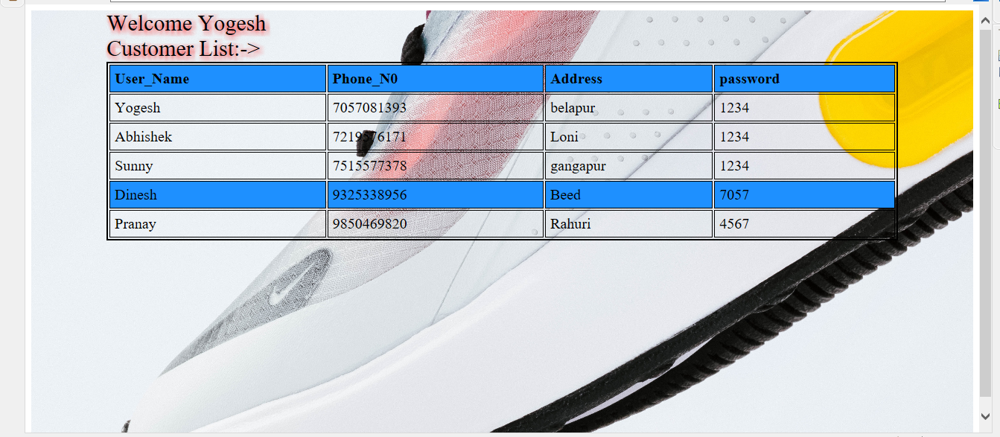 Welcome Yogesh
Customer List:->
User_Name Phone_N0 Address password
Yogesh 7057081393 belapur 1234
Abhishek 7219576171 Loni 1234
Sunny 7515577378 gangapur 1234
Dinesh 9325338956 Beed 7057
Pranay 9850469820 Rahuri 4567